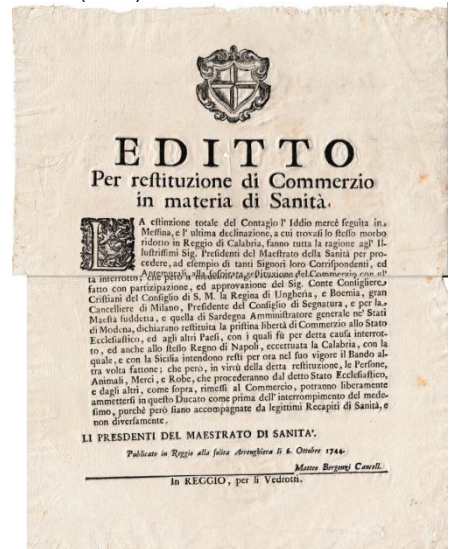 EDITTO
Per reſtituzione di Commerzio
in materia di Sanità.
LA eſtinzione totale del Contagio l' Iddio mercè ſeguita in
Meſſina, e l' ultima declinazione, a cui trovaſi lo ſteſſo morbo
ridotto in Reggio di Calabria, fanno tutta la ragione agl' Il-
luſtriſſimi Sig. Preſidenti del Maeſtrato della Sanità per pro-
cedere, ad eſempio di tanti Signori loro Corriſpondenti, ed
Antemurali, alla deſirata reſtituzione del Commerzio con gl'
ta interrotto; che però
fatto con partizipazione, ed approvazione del Sig. Conte Conſigliere
Criſtiani del Conſiglio di S. M. la Regina di Ungheria, e Boemia, gran
Cancelliere di Milano, Preſidente del Conſiglio di Segnatura, e per la
Maeſtà ſuddetta, e quella di Sardegna Amminiſtratore generale ne' Stati
di Modena, dichiarano reſtituita la priſtina libertà di Commerzio allo Stato
Eccleſiaſtico, ed agli altri Paeſi, con i quali fù per detta cauſa interrot-
to, ed anche allo ſteſſo Regno di Napoli, eccettuata la Calabria, con la
quale, e con la Sicilia intendono reſti per ora nel ſuo vigore il Bando al-
tra volta fattone; che però, in virtù della detta reſtituzione, le Perſone,
Animali, Merci, e Robe, che procederanno dal detto Stato Eccleſiaſtico,
e dagli altri, come ſopra, rimeſſi al Commerzio, potranno liberamente
ammetterſi in queſto Ducato come prima dell' interrompimento del mede-
ſimo, purchè però ſiano accompagnate da legittimi Recapiti di Sanità, e
non diverſamente.
LI PRESIDENTI DEL MAESTRATO DI SANITA'.
Publicato in Reggio alla ſolita Arrenghiera li 6. Ottobre 1744.
Matteo Bergonzi Cancell.
In REGGIO, per li Vedrotti.